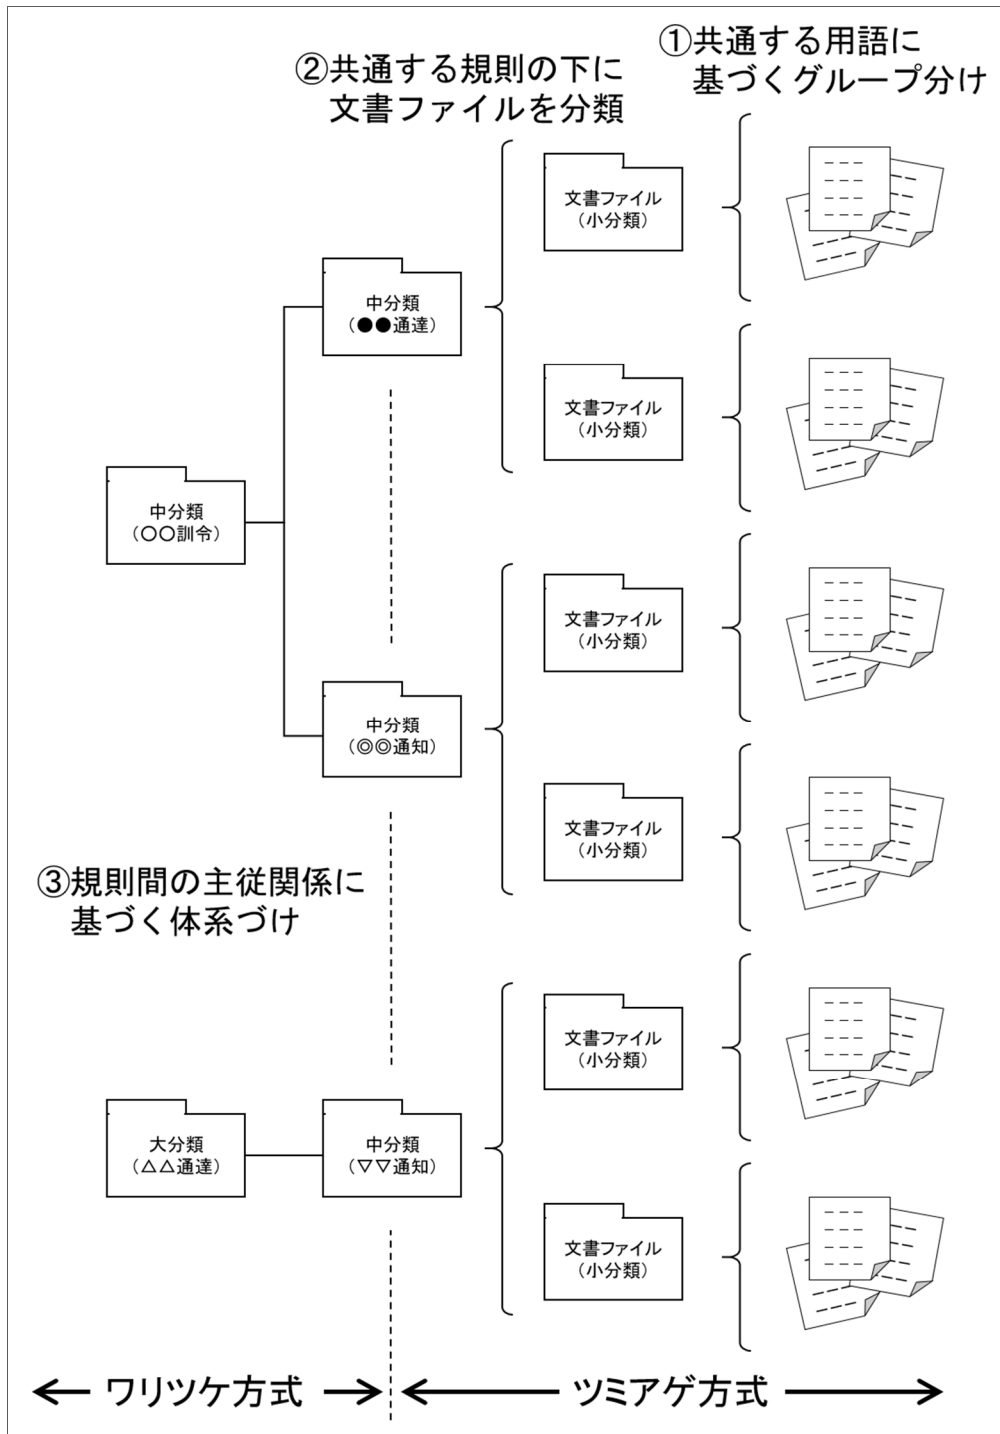 ①共通する用語に
基づくグループ分け
②共通する規則の下に
文書ファイルを分類
文書ファイル
（小分類）
中分類
（●●通達）
文書ファイル
（小分類）
中分類
（〇〇訓令）
文書ファイル
（小分類）
中分類
（◎◎通知）
文書ファイル
（小分類）
③規則間の主従関係に
基づく体系づけ
文書ファイル
（小分類）
大分類
（△△通達）
中分類
（▽▽通知）
文書ファイル
（小分類）
ワリツケ方式
ツミアゲ方式